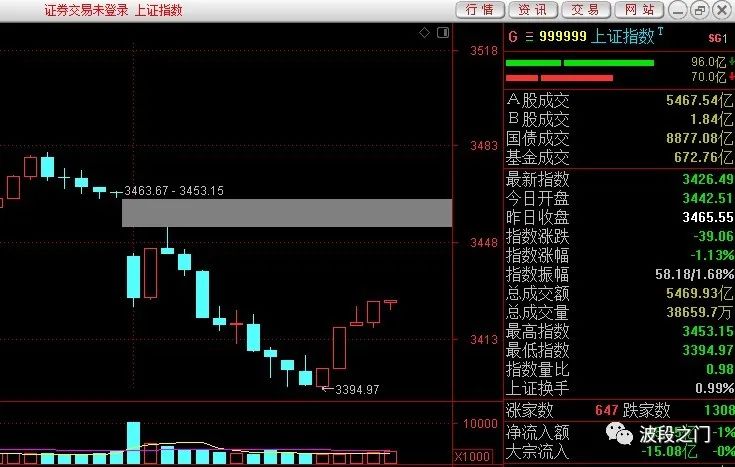 证券交易未登录 上证指数 行情 资讯 交易 网站
G 999999 上证指数T SG1
96.0亿
70.0亿
A股成交 5467.54亿
B股成交 1.84亿
国债成交 8877.08亿
基金成交 672.76亿
最新指数 3426.49
今日开盘 3442.51
昨日收盘 3465.55
指数涨跌 -39.06
指数涨幅 -1.13%
指数振幅 58.18/1.68%
总成交额 5469.93亿
总成交量 38659.7万
最高指数 3453.15
最低指数 3394.97
指数量比 0.98
上证换手 0.99%
涨家数 647 跌家数 1308
净流入额 -1%
大宗流入 -15.08亿 -0%
3518
3483
3448
3413
10000
X1000
3463.67 - 3453.15
3394.97
波段之门